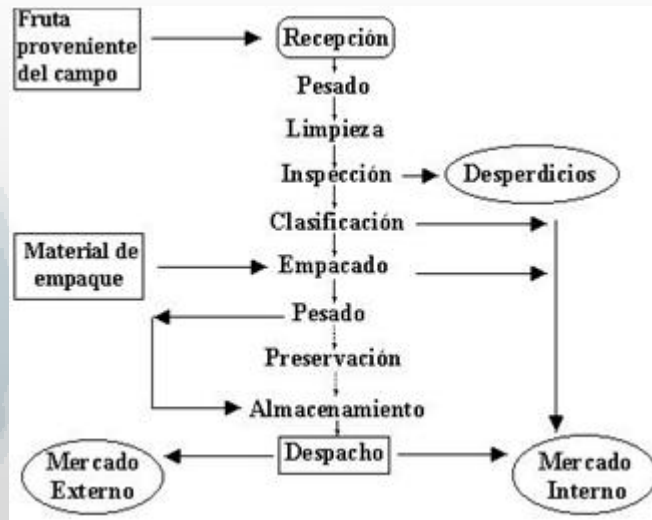 Fruta
proveniente
del campo
Recepción
Pesado
Limpieza
Inspección
Desperdicios
Clasificación
Material de
empaque
Empacado
Pesado
Preservación
Almacenamiento
Despacho
Mercado
Externo
Mercado
Interno